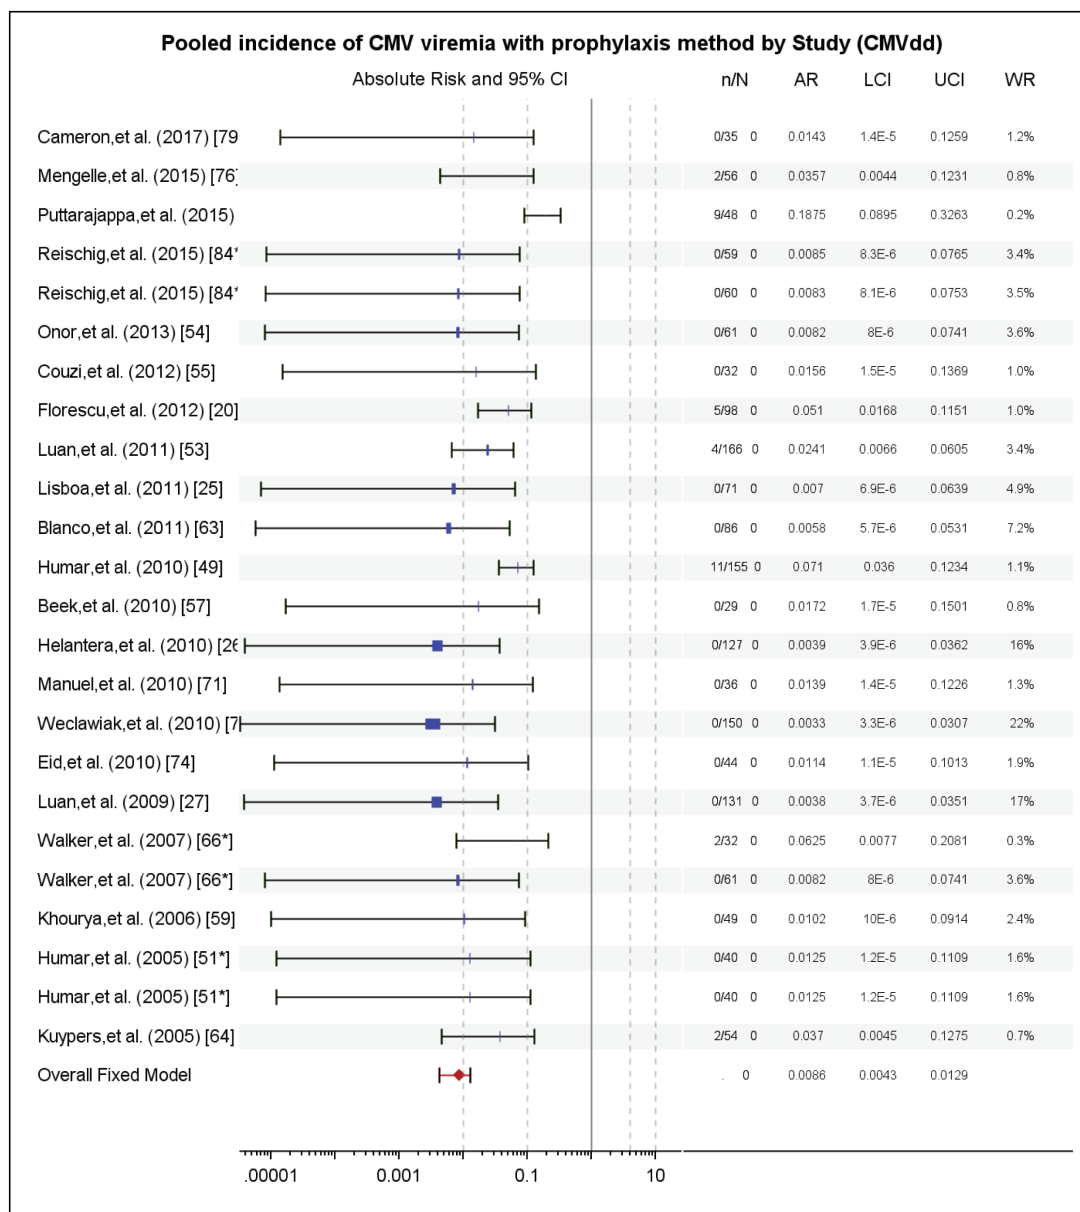 Pooled incidence of CMV viremia with prophylaxis method by Study (CMVdd)
Absolute Risk and 95% CI n/N AR LCI UCI WR
Cameron,et al. (2017) [79 0/35 0 0.0143 1.4E-5 0.1259 1.2%
Mengelle,et al. (2015) [76] 2/56 0 0.0357 0.0044 0.1231 0.8%
Puttarajappa,et al. (2015) 9/48 0 0.1875 0.0895 0.3263 0.2%
Reischig,et al. (2015) [84* 0/59 0 0.0085 8.3E-6 0.0765 3.4%
Reischig,et al. (2015) [84* 0/60 0 0.0083 8.1E-6 0.0753 3.5%
Onor,et al. (2013) [54] 0/61 0 0.0082 8E-6 0.0741 3.6%
Couzi,et al. (2012) [55] 0/32 0 0.0156 1.5E-5 0.1369 1.0%
Florescu,et al. (2012) [20] 5/98 0 0.051 0.0168 0.1151 1.0%
Luan,et al. (2011) [53] 4/166 0 0.0241 0.0066 0.0605 3.4%
Lisboa,et al. (2011) [25] 0/71 0 0.007 6.9E-6 0.0639 4.9%
Blanco,et al. (2011) [63] 0/86 0 0.0058 5.7E-6 0.0531 7.2%
Humar,et al. (2010) [49] 11/155 0 0.071 0.036 0.1234 1.1%
Beek,et al. (2010) [57] 0/29 0 0.0172 1.7E-5 0.1501 0.8%
Helantera,et al. (2010) [26 0/127 0 0.0039 3.9E-6 0.0362 16%
Manuel,et al. (2010) [71] 0/36 0 0.0139 1.4E-5 0.1226 1.3%
Weclawiak,et al. (2010) [7 0/150 0 0.0033 3.3E-6 0.0307 22%
Eid,et al. (2010) [74] 0/44 0 0.0114 1.1E-5 0.1013 1.9%
Luan,et al. (2009) [27] 0/131 0 0.0038 3.7E-6 0.0351 17%
Walker,et al. (2007) [66*] 2/32 0 0.0625 0.0077 0.2081 0.3%
Walker,et al. (2007) [66*] 0/61 0 0.0082 8E-6 0.0741 3.6%
Khourya,et al. (2006) [59] 0/49 0 0.0102 10E-6 0.0914 2.4%
Humar,et al. (2005) [51*] 0/40 0 0.0125 1.2E-5 0.1109 1.6%
Humar,et al. (2005) [51*] 0/40 0 0.0125 1.2E-5 0.1109 1.6%
Kuypers,et al. (2005) [64] 2/54 0 0.037 0.0045 0.1275 0.7%
Overall Fixed Model . 0 0.0086 0.0043 0.0129
.00001 0.001 0.1 10